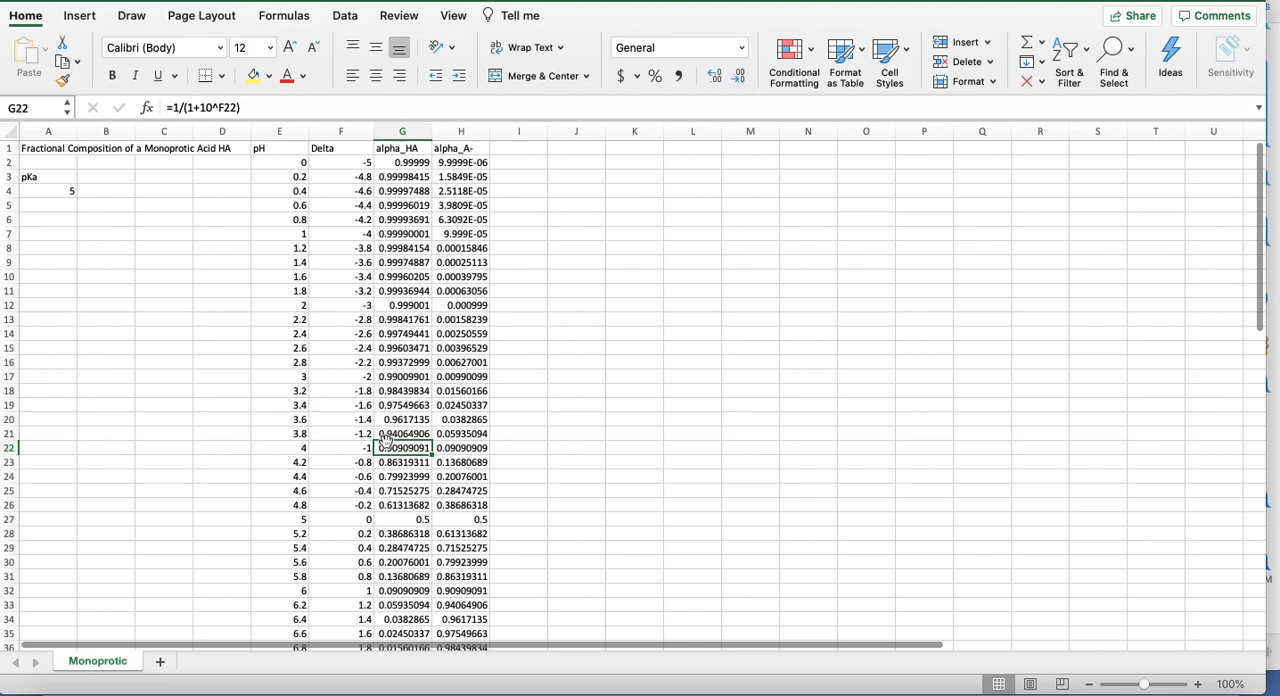 Home Insert Draw Page Layout Formulas Data Review View Tell me Share Comments
Paste Calibri (Body) 12 A A ab Wrap Text General Insert Σ A Z
B I U A Merge & Center $ % Delete Format
Conditional Formatting Format as Table Cell Styles Sort & Filter Find & Select Ideas Sensitivity
G22 fx =1/(1+10^F22)
A B C D E F G H I J K L M N O P Q R S T U
1 Fractional Composition of a Monoprotic Acid HA pH Delta alpha_HA alpha_A-
2 0 -5 0.99999 9.9999E-06
3 pKa 0.2 -4.8 0.99998415 1.5849E-05
4 5 0.4 -4.6 0.99997488 2.5118E-05
5 0.6 -4.4 0.99996019 3.9809E-05
6 0.8 -4.2 0.99993691 6.3092E-05
7 1 -4 0.99990001 9.999E-05
8 1.2 -3.8 0.99984154 0.00015846
9 1.4 -3.6 0.99974887 0.00025113
10 1.6 -3.4 0.99960205 0.00039795
11 1.8 -3.2 0.99936944 0.00063056
12 2 -3 0.999001 0.000999
13 2.2 -2.8 0.99841761 0.00158239
14 2.4 -2.6 0.99749441 0.00250559
15 2.6 -2.4 0.99603471 0.00396529
16 2.8 -2.2 0.99372999 0.00627001
17 3 -2 0.99009901 0.00990099
18 3.2 -1.8 0.98439834 0.01560166
19 3.4 -1.6 0.97549663 0.02450337
20 3.6 -1.4 0.9617135 0.0382865
21 3.8 -1.2 0.94064906 0.05935094
22 4 -1 0.90909091 0.09090909
23 4.2 -0.8 0.86319311 0.13680689
24 4.4 -0.6 0.79923999 0.20076001
25 4.6 -0.4 0.71525275 0.28474725
26 4.8 -0.2 0.61313682 0.38686318
27 5 0 0.5 0.5
28 5.2 0.2 0.38686318 0.61313682
29 5.4 0.4 0.28474725 0.71525275
30 5.6 0.6 0.20076001 0.79923999
31 5.8 0.8 0.13680689 0.86319311
32 6 1 0.09090909 0.90909091
33 6.2 1.2 0.05935094 0.94064906
34 6.4 1.4 0.0382865 0.9617135
35 6.6 1.6 0.02450337 0.97549663
36 6.8 1.8 0.01560166 0.98439834
Monoprotic
100%